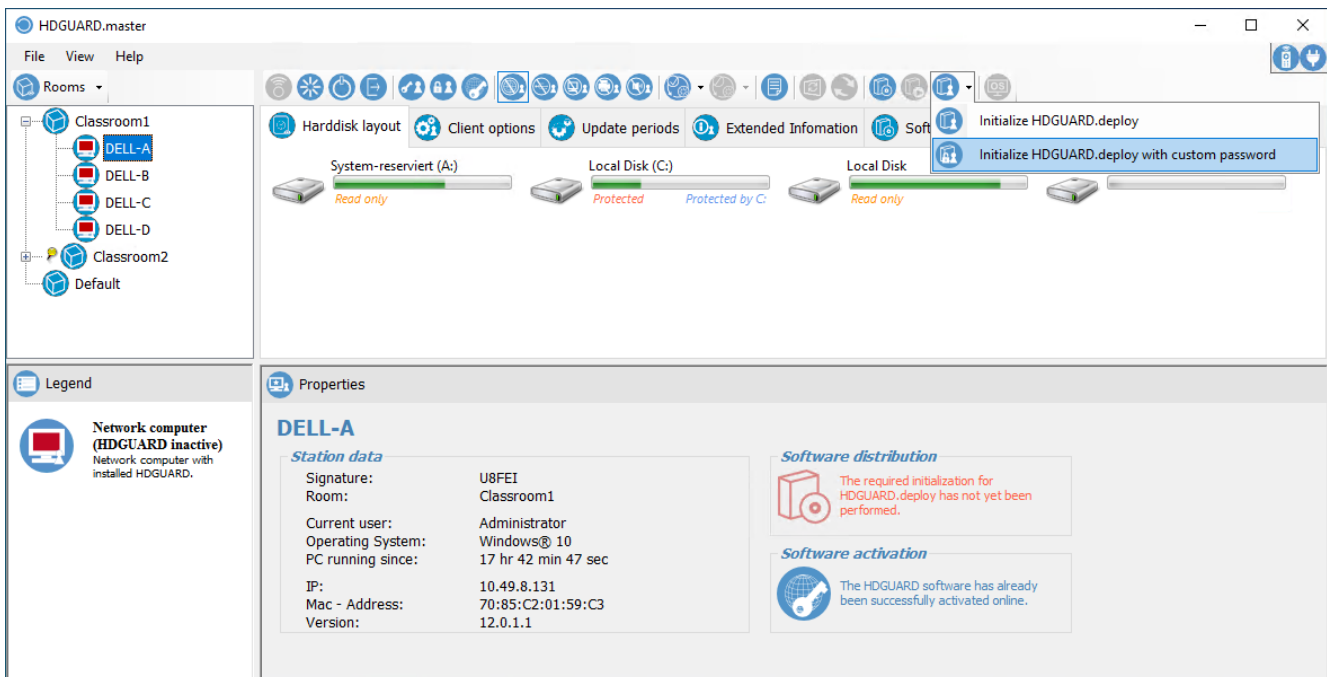 HDGUARD.master
File View Help
Rooms
OS
Classroom1
DELL-A
DELL-B
DELL-C
DELL-D
Classroom2
Default
Harddisk layout Client options Update periods Extended Infomation Soft
Initialize HDGUARD.deploy
Initialize HDGUARD.deploy with custom password
System-reserviert (A:) Local Disk (C:) Local Disk
Read only Protected Protected by C: Read only
Legend
Network computer
(HDGUARD inactive)
Network computer with
installed HDGUARD.
Properties
DELL-A
Station data
Signature: U8FEI
Room: Classroom1
Current user: Administrator
Operating System: Windows® 10
PC running since: 17 hr 42 min 47 sec
IP: 10.49.8.131
Mac - Address: 70:85:C2:01:59:C3
Version: 12.0.1.1
Software distribution
The required initialization for
HDGUARD.deploy has not yet been
performed.
Software activation
The HDGUARD software has already
been successfully activated online.